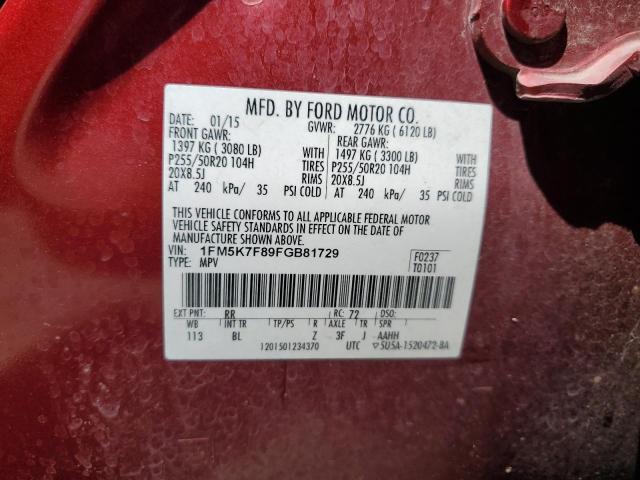 MFD. BY FORD MOTOR CO.
DATE: 01/15 GVWR: 2776 KG ( 6120 LB)
FRONT GAWR: REAR GAWR:
1397 KG ( 3080 LB) WITH 1497 KG ( 3300 LB) WITH
P255/50R20 104H TIRES P255/50R20 104H TIRES
20X8.5J RIMS 20X8.5J RIMS
AT 240 kPa/ 35 PSI COLD AT 240 kPa/ 35 PSI COLD
THIS VEHICLE CONFORMS TO ALL APPLICABLE FEDERAL MOTOR
VEHICLE SAFETY STANDARDS IN EFFECT ON THE DATE OF
MANUFACTURE SHOWN ABOVE.
VIN: 1FM5K7F89FGB81729 F0237
TYPE: MPV T0101
EXT PNT: RR RC: 72 DSO:
WB INT TR TP/PS R AXLE TR SPR
113 BL Z 3F J AAHH
1201501234370 UTC ▽5U5A-1520472-BA